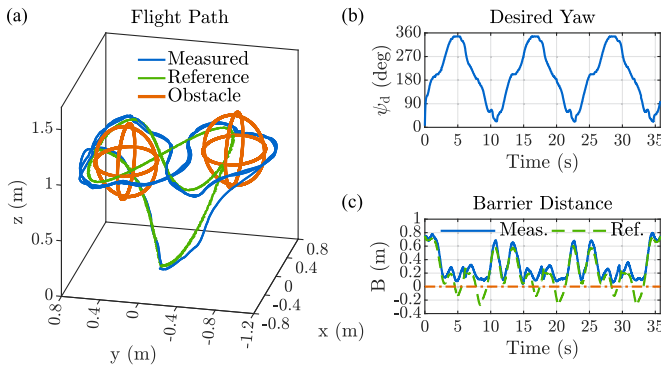 (a) Flight Path
Measured
Reference
Obstacle
1.5
1
0.5
0
z (m)
0.8
0.4
0
-0.4
-0.8
-1.2
y (m)
0.8
0.4
0
-0.4
-0.8
x (m)
(b) Desired Yaw
360
270
180
90
0
ψd (deg)
0 5 10 15 20 25 30 35
Time (s)
(c) Barrier Distance
Meas. Ref.
1
0.8
0.6
0.4
0.2
0
-0.2
-0.4
B (m)
0 5 10 15 20 25 30 35
Time (s)